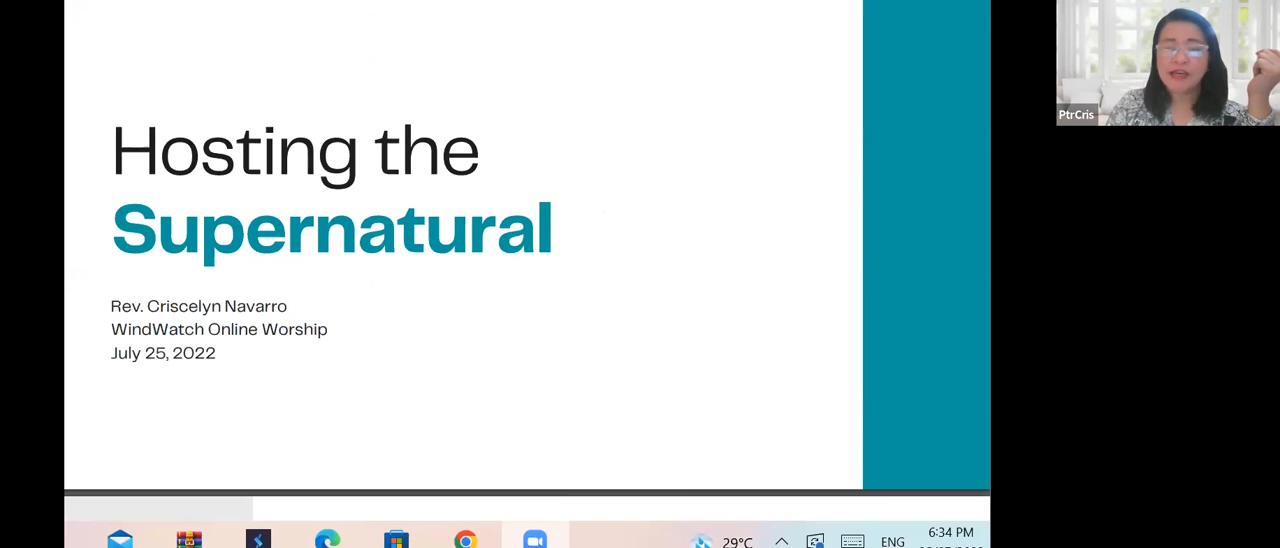 Hosting the
Supernatural
Rev. Criscelyn Navarro
WindWatch Online Worship
July 25, 2022
PtrCris
29°C
ENG
6:34 PM